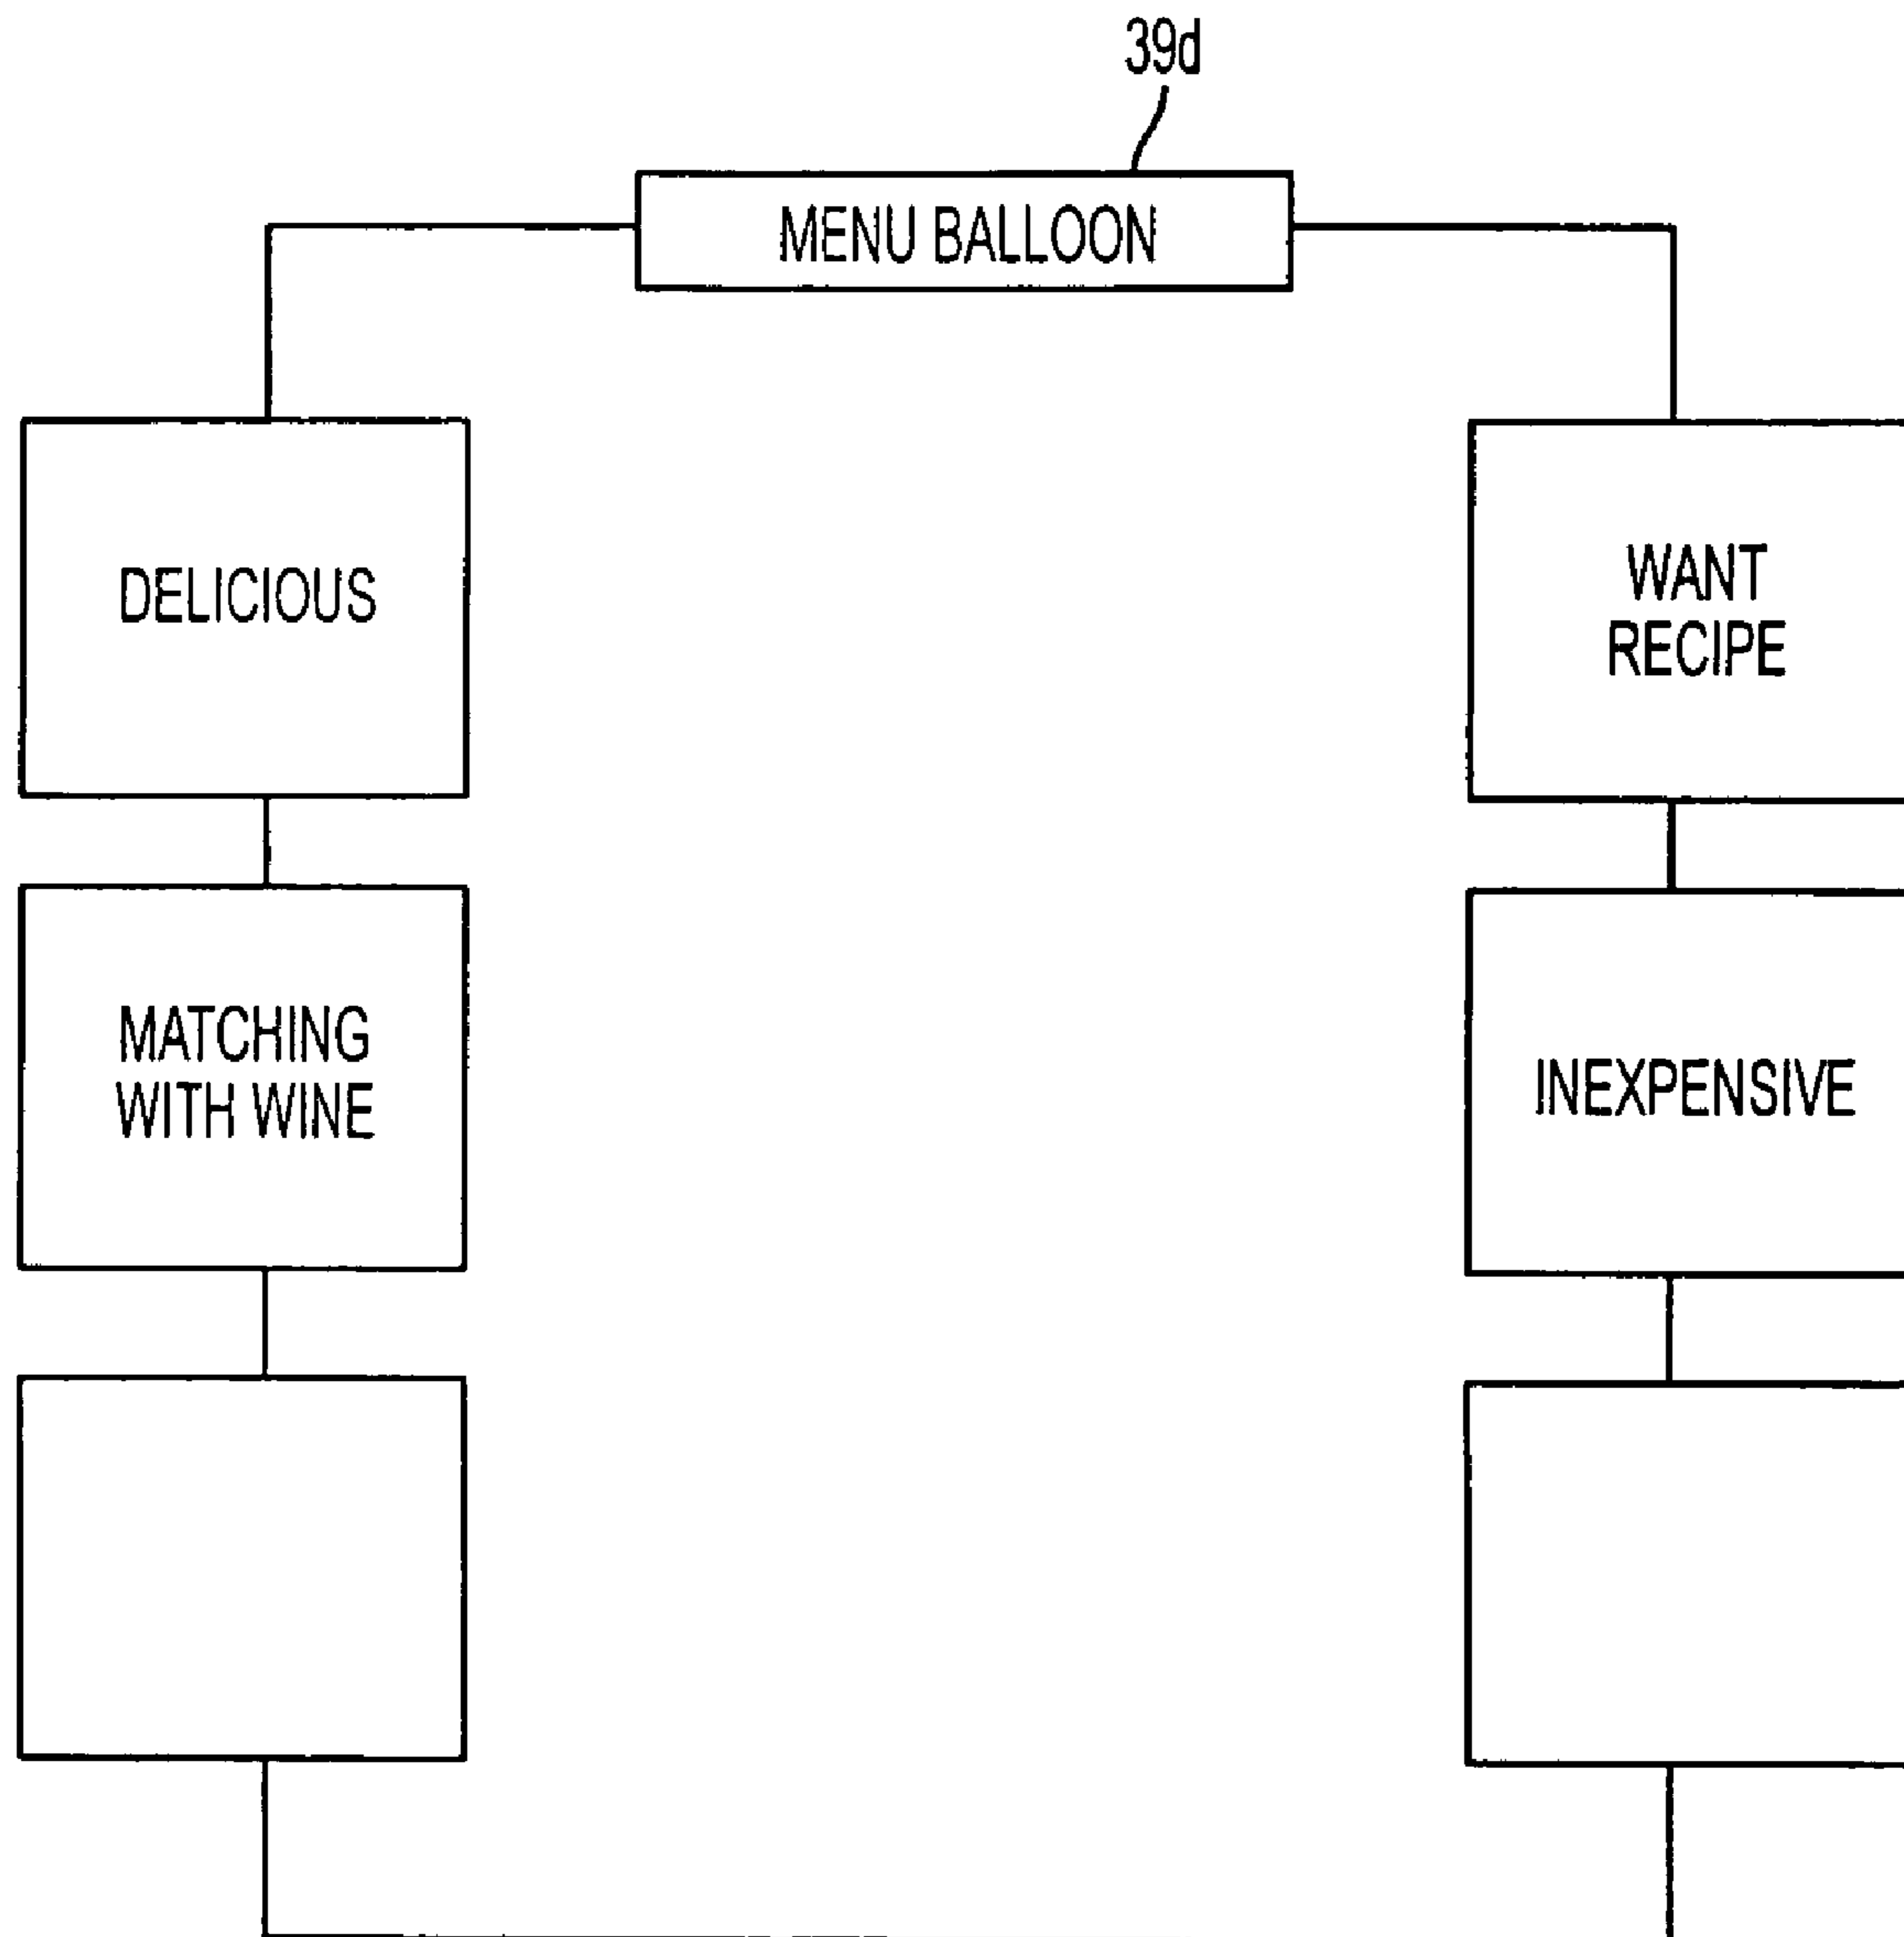 39d
MENU BALLOON
DELICIOUS
WANT
RECIPE
MATCHING
WITH WINE
INEXPENSIVE